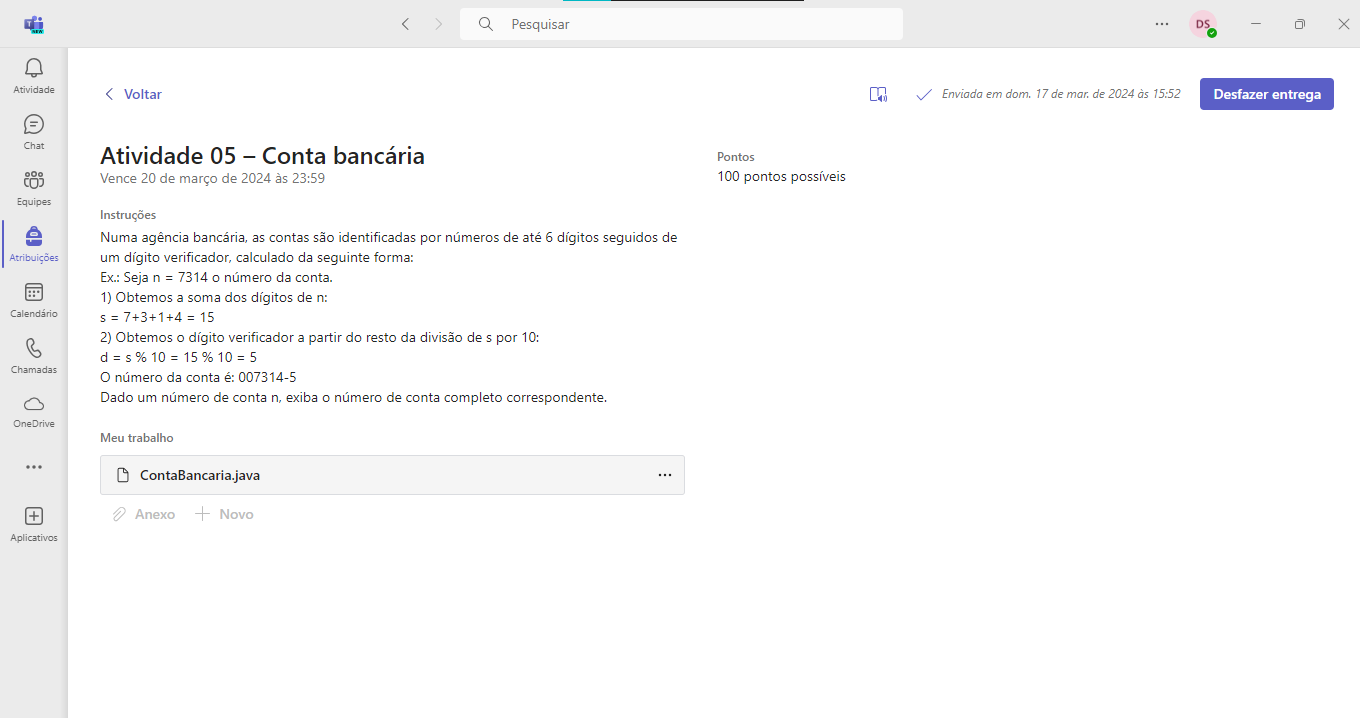 Pesquisar
DS
Atividade
Chat
Equipes
Atribuições
Calendário
Chamadas
OneDrive
Aplicativos
Voltar
Enviada em dom. 17 de mar. de 2024 às 15:52
Desfazer entrega
Atividade 05 – Conta bancária
Vence 20 de março de 2024 às 23:59
Pontos
100 pontos possíveis
Instruções
Numa agência bancária, as contas são identificadas por números de até 6 dígitos seguidos de
um dígito verificador, calculado da seguinte forma:
Ex.: Seja n = 7314 o número da conta.
1) Obtemos a soma dos dígitos de n:
s = 7+3+1+4 = 15
2) Obtemos o dígito verificador a partir do resto da divisão de s por 10:
d = s % 10 = 15 % 10 = 5
O número da conta é: 007314-5
Dado um número de conta n, exiba o número de conta completo correspondente.
Meu trabalho
ContaBancaria.java
Anexo
Novo